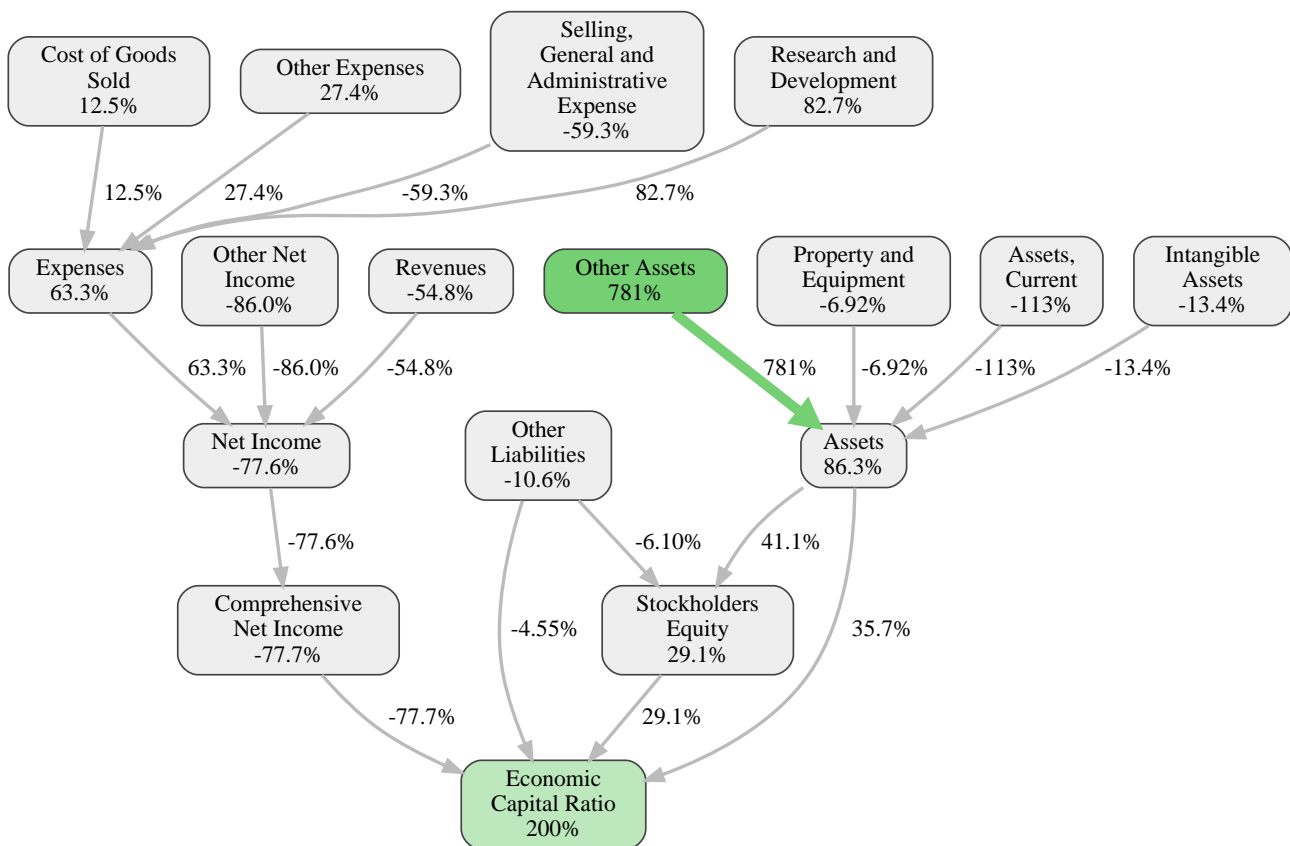 Cost of Goods
Sold
12.5%
Other Expenses
27.4%
Selling,
General and
Administrative
Expense
-59.3%
Research and
Development
82.7%
12.5%
27.4%
-59.3%
82.7%
Expenses
63.3%
Other Net
Income
-86.0%
Revenues
-54.8%
Other Assets
781%
Property and
Equipment
-6.92%
Assets,
Current
-113%
Intangible
Assets
-13.4%
63.3%
-86.0%
-54.8%
781%
-6.92%
-113%
-13.4%
Net Income
-77.6%
Other
Liabilities
-10.6%
Assets
86.3%
-77.6%
-6.10%
41.1%
Comprehensive
Net Income
-77.7%
-4.55%
Stockholders
Equity
29.1%
35.7%
-77.7%
29.1%
Economic
Capital Ratio
200%